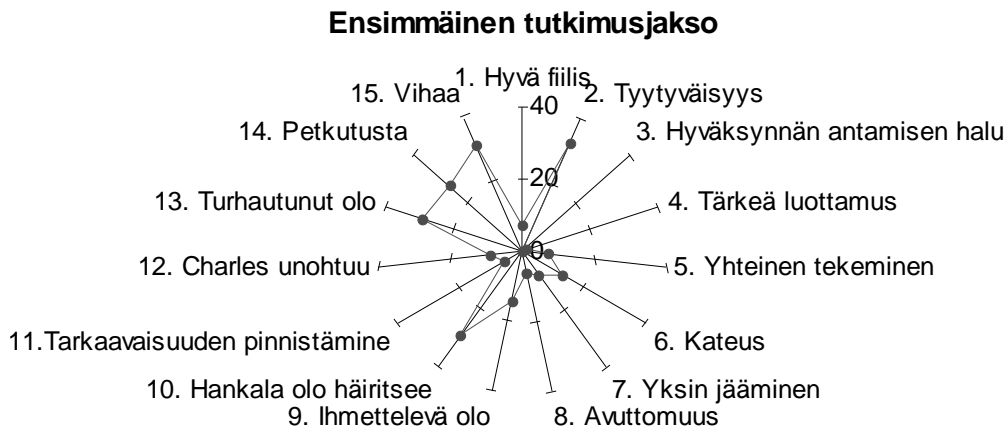 Ensimmäinen tutkimusjakso
1. Hyvä fiilis
15. Vihaa
2. Tyytyväisyys
40
14. Petkutusta
3. Hyväksynnän antamisen halu
20
13. Turhautunut olo
4. Tärkeä luottamus
0
12. Charles unohtuu
5. Yhteinen tekeminen
11.Tarkaavaisuuden pinnistämine
6. Kateus
10. Hankala olo häiritsee
7. Yksin jääminen
9. Ihmettelevä olo
8. Avuttomuus